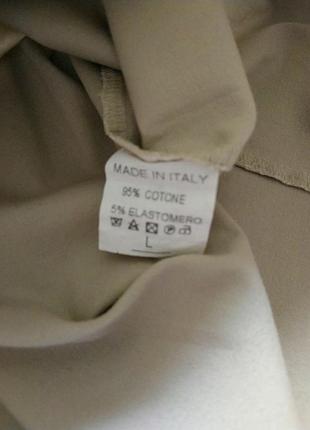 MADE IN ITALY
95% COTONE
5% ELASTOMERO
L